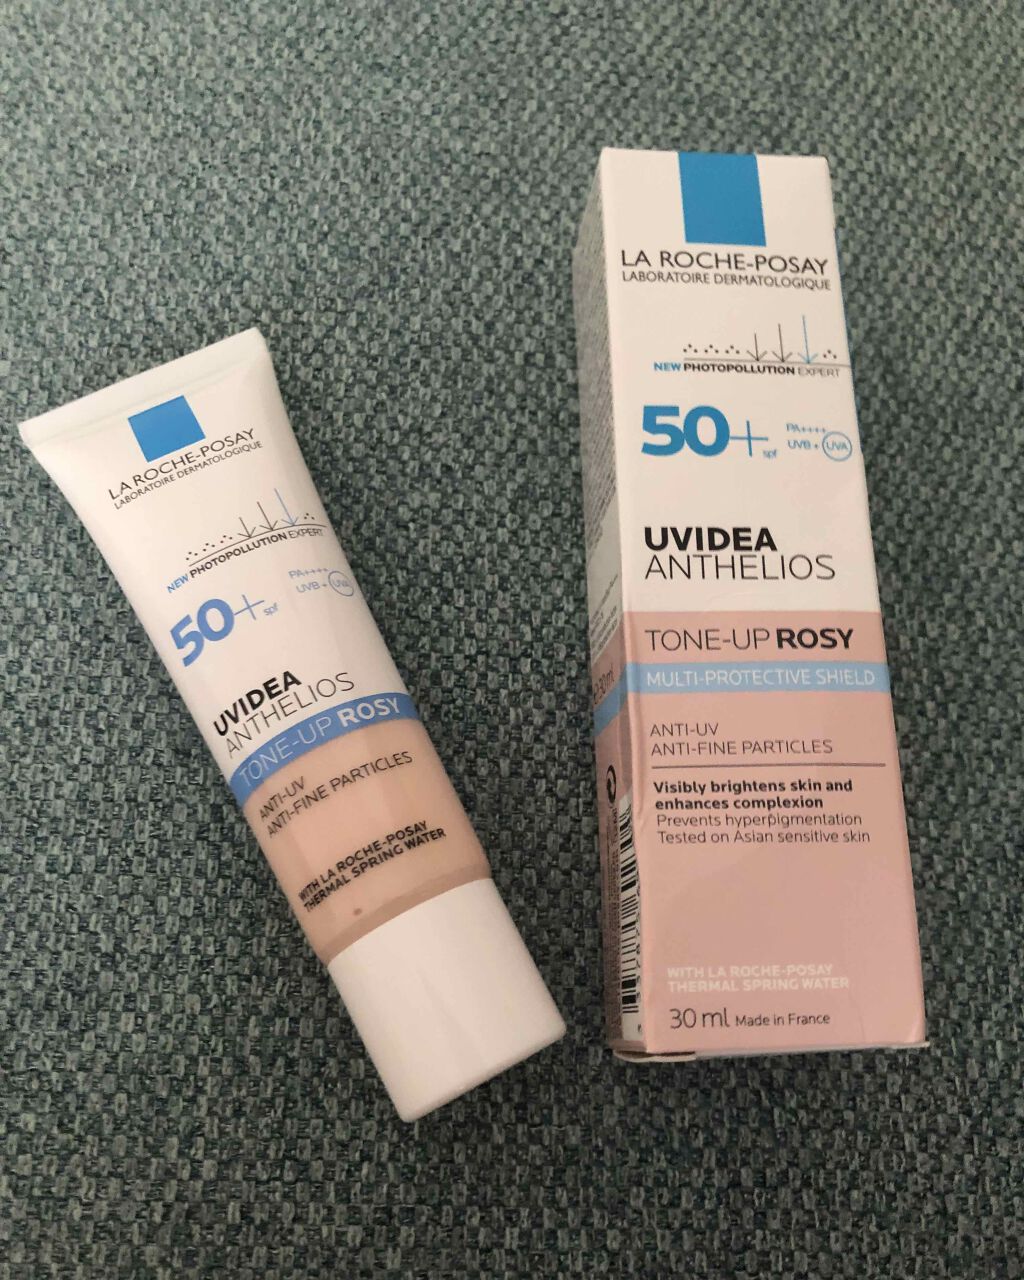 LA ROCHE-POSAY
LABORATOIRE DERMATOLOGIQUE
NEW PHOTOPOLLUTION EXPERT
50+ spf
PA++++
UVB + UVA
UVIDEA
ANTHELIOS
TONE-UP ROSY
ANTI-UV
ANTI-FINE PARTICLES
WITH LA ROCHE-POSAY
THERMAL SPRING WATER
LA ROCHE-POSAY
LABORATOIRE DERMATOLOGIQUE
NEW PHOTOPOLLUTION EXPERT
50+ spf
PA++++
UVB + UVA
UVIDEA
ANTHELIOS
TONE-UP ROSY
MULTI-PROTECTIVE SHIELD
ANTI-UV
ANTI-FINE PARTICLES
Visibly brightens skin and
enhances complexion
Prevents hyperpigmentation
Tested on Asian sensitive skin
WITH LA ROCHE-POSAY
THERMAL SPRING WATER
30 ml Made in France